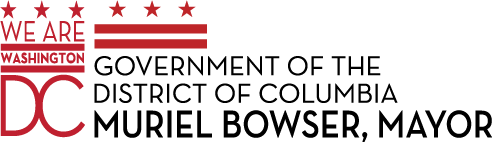 WE ARE
WASHINGTON
DC
GOVERNMENT OF THE
DISTRICT OF COLUMBIA
MURIEL BOWSER, MAYOR